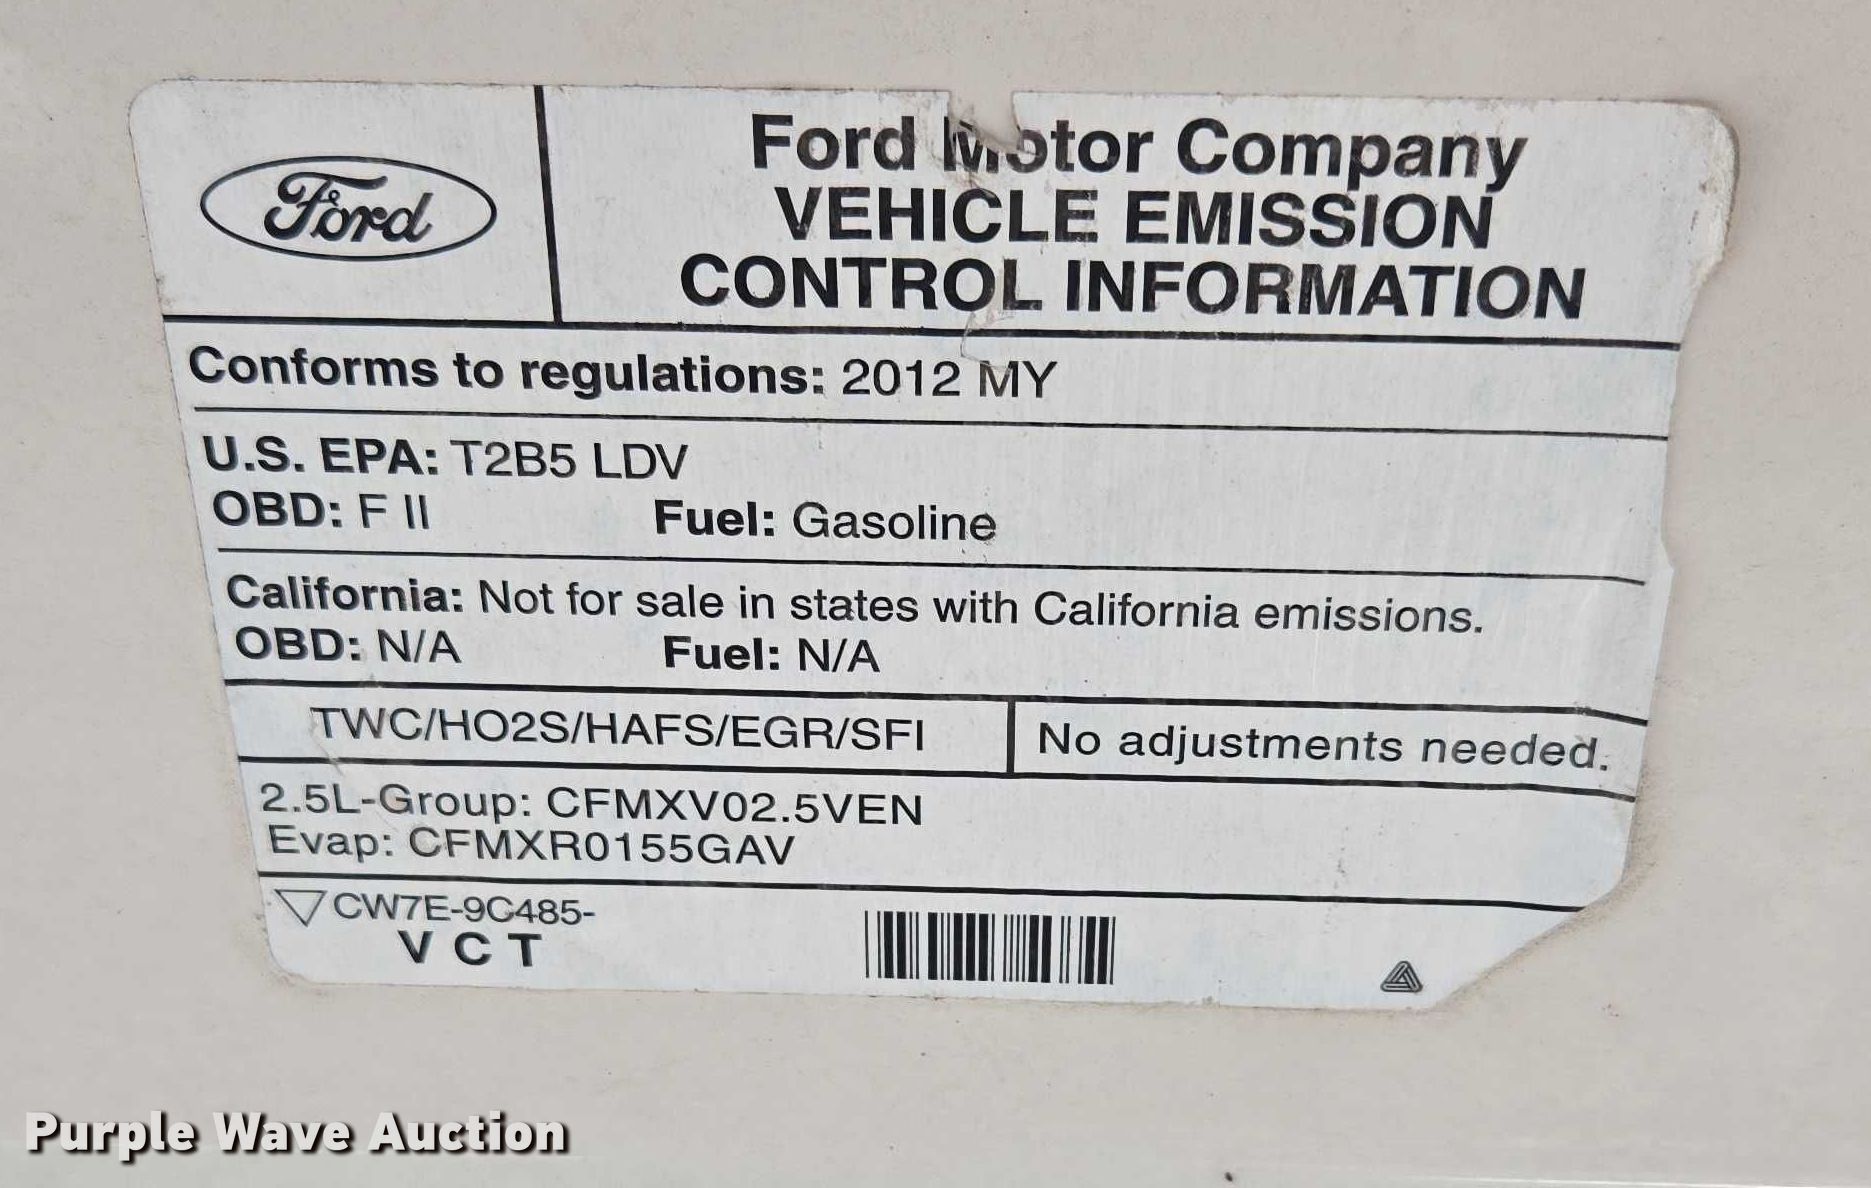 Ford
Ford Motor Company
VEHICLE EMISSION
CONTROL INFORMATION
Conforms to regulations: 2012 MY
U.S. EPA: T2B5 LDV
OBD: F II Fuel: Gasoline
California: Not for sale in states with California emissions.
OBD: N/A Fuel: N/A
TWC/HO2S/HAFS/EGR/SFI No adjustments needed.
2.5L-Group: CFMXV02.5VEN
Evap: CFMXR0155GAV
CW7E-9C485-
V C T
Purple Wave Auction